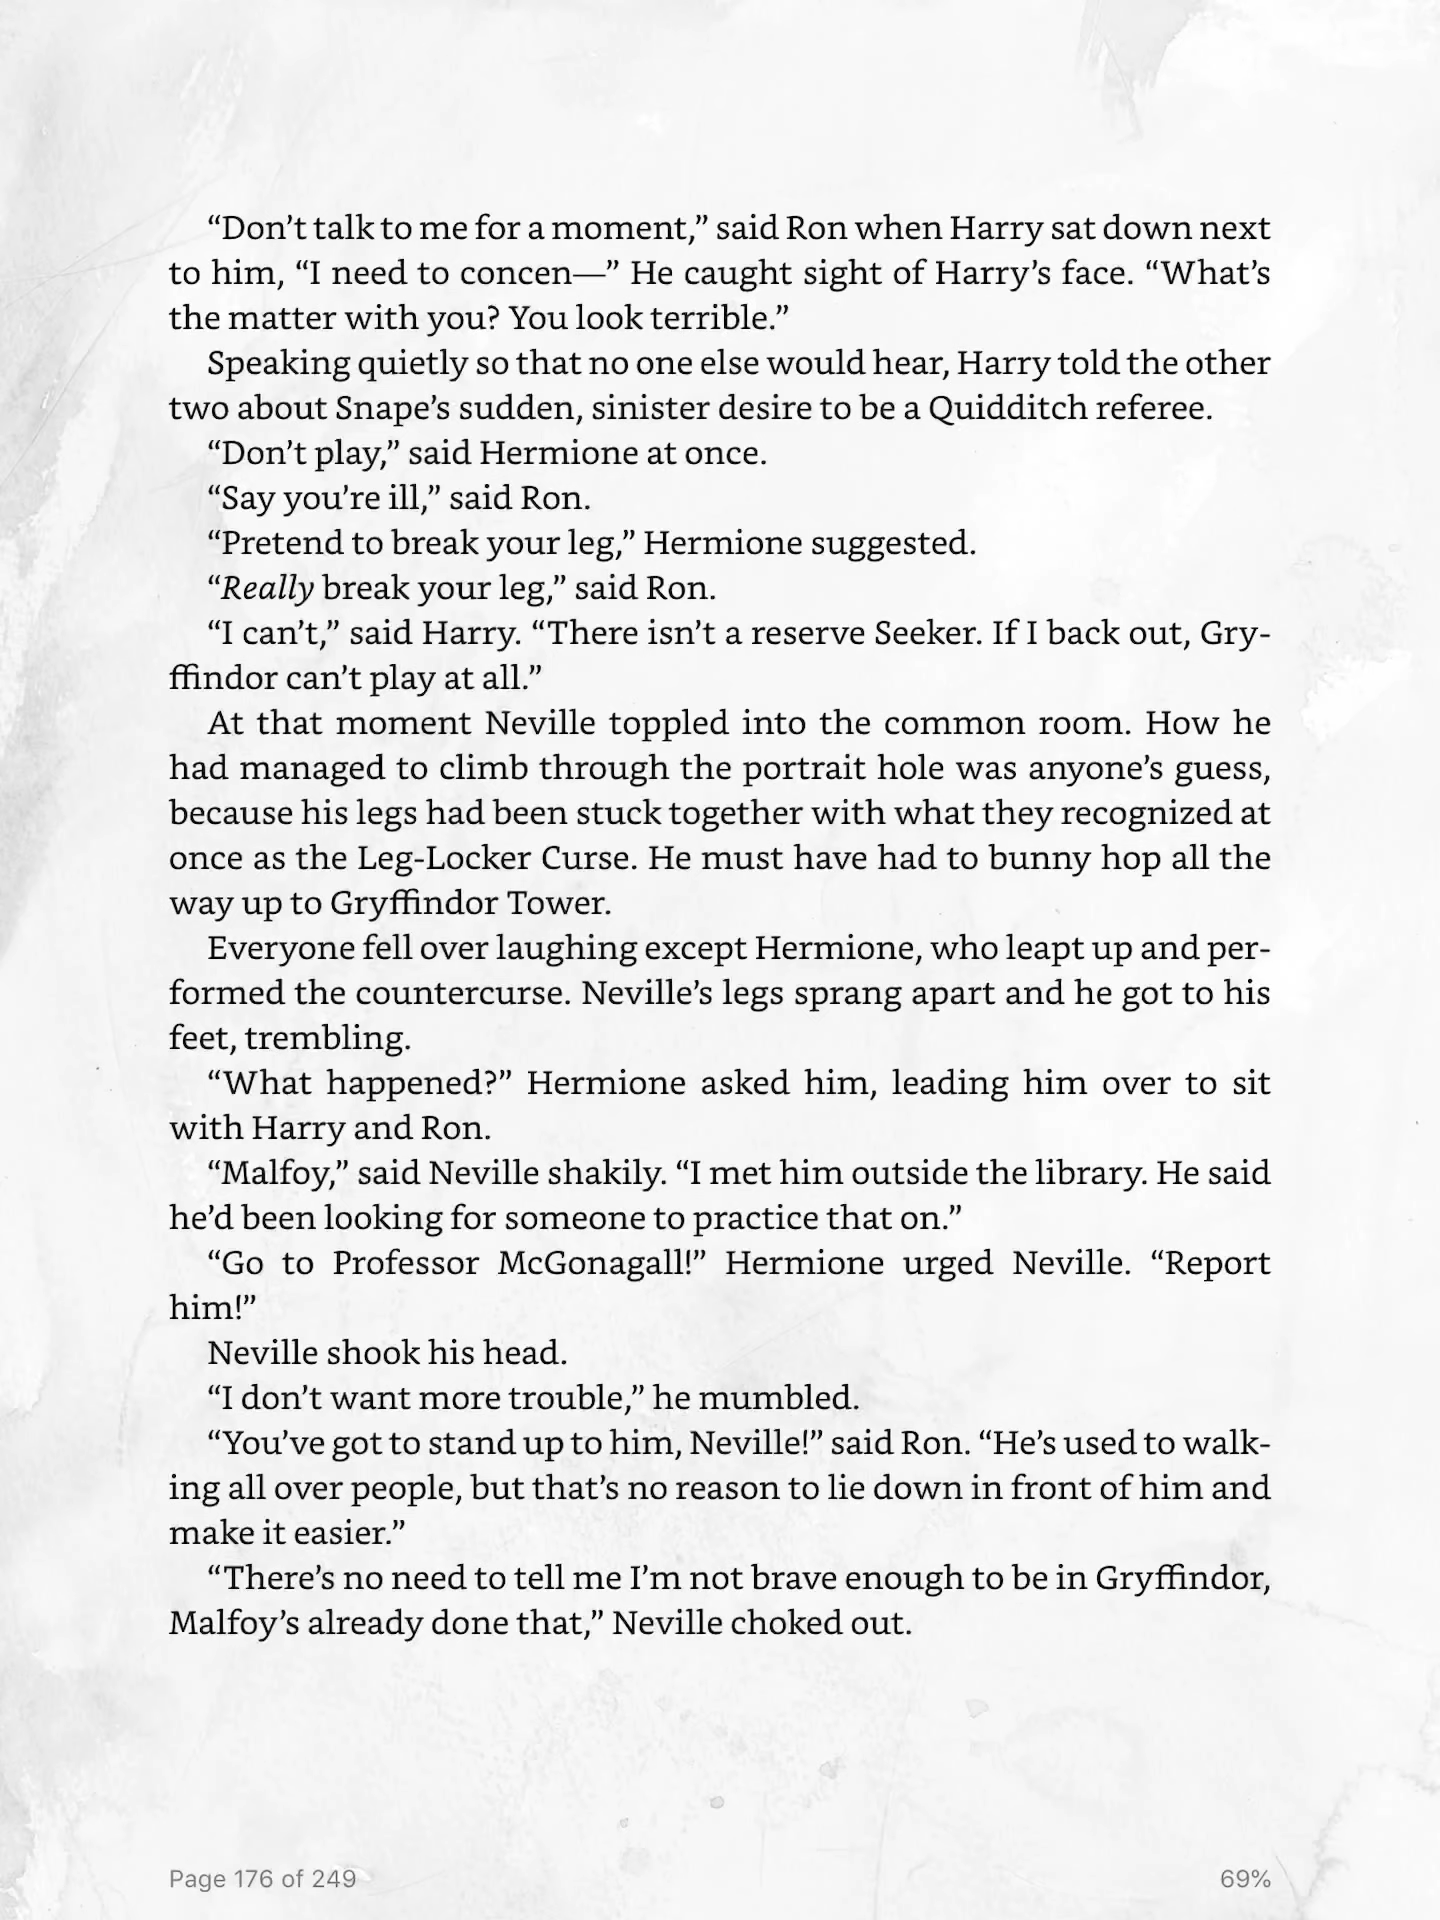 “Don’t talk to me for a moment,” said Ron when Harry sat down next
to him, “I need to concen—” He caught sight of Harry’s face. “What’s
the matter with you? You look terrible.”
Speaking quietly so that no one else would hear, Harry told the other
two about Snape’s sudden, sinister desire to be a Quidditch referee.
“Don’t play,” said Hermione at once.
“Say you’re ill,” said Ron.
“Pretend to break your leg,” Hermione suggested.
“Really break your leg,” said Ron.
“I can’t,” said Harry. “There isn’t a reserve Seeker. If I back out, Gry-
ffindor can’t play at all.”
At that moment Neville toppled into the common room. How he
had managed to climb through the portrait hole was anyone’s guess,
because his legs had been stuck together with what they recognized at
once as the Leg-Locker Curse. He must have had to bunny hop all the
way up to Gryffindor Tower.
Everyone fell over laughing except Hermione, who leapt up and per-
formed the countercurse. Neville’s legs sprang apart and he got to his
feet, trembling.
“What happened?” Hermione asked him, leading him over to sit
with Harry and Ron.
“Malfoy,” said Neville shakily. “I met him outside the library. He said
he’d been looking for someone to practice that on.”
“Go to Professor McGonagall!” Hermione urged Neville. “Report
him!”
Neville shook his head.
“I don’t want more trouble,” he mumbled.
“You’ve got to stand up to him, Neville!” said Ron. “He’s used to walk-
ing all over people, but that’s no reason to lie down in front of him and
make it easier.”
“There’s no need to tell me I’m not brave enough to be in Gryffindor,
Malfoy’s already done that,” Neville choked out.
Page 176 of 249
69%